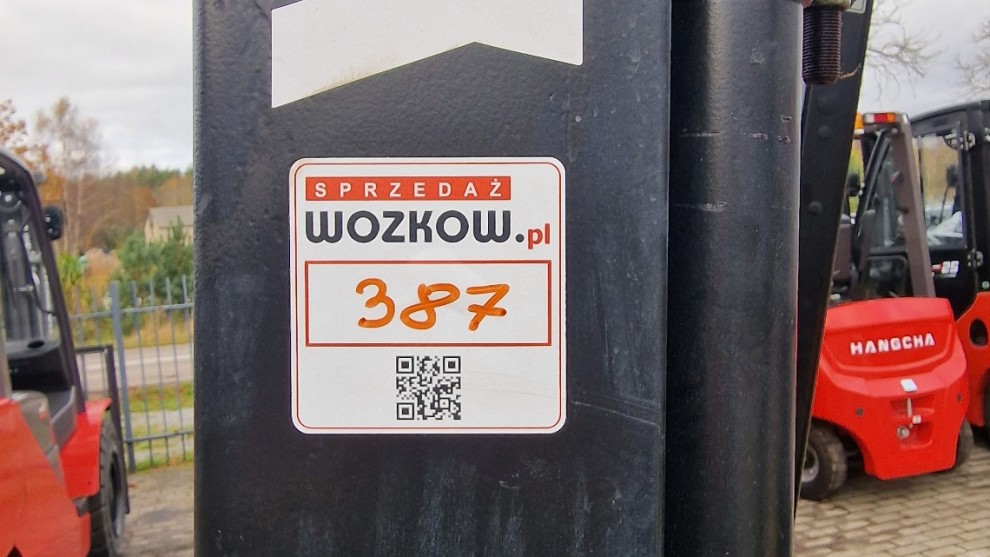 SPRZEDAŻ
WOZKOW.pl
387
HANGCHA